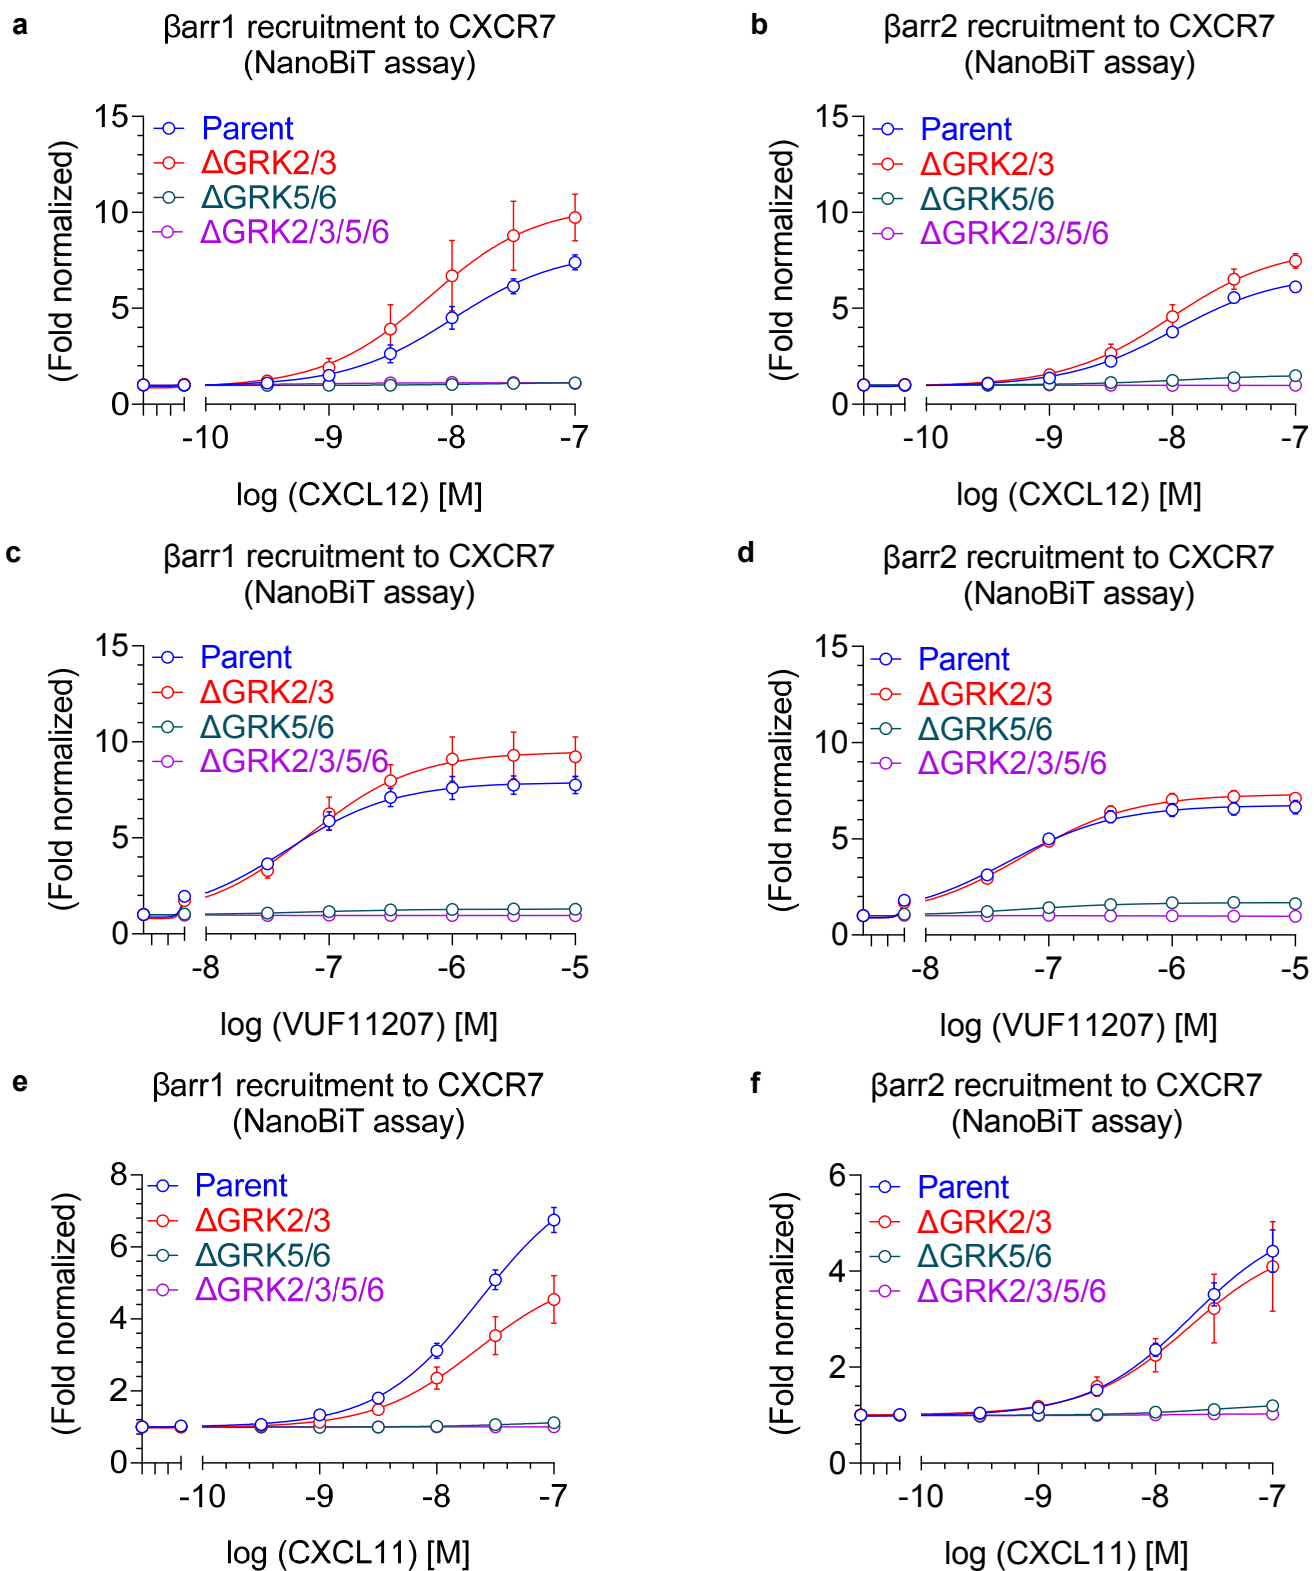 a
βarr1 recruitment to CXCR7
(NanoBiT assay)
(Fold normalized)
15
10
5
0
Parent
ΔGRK2/3
ΔGRK5/6
ΔGRK2/3/5/6
-10 -9 -8 -7
log (CXCL12) [M]
b
βarr2 recruitment to CXCR7
(NanoBiT assay)
(Fold normalized)
15
10
5
0
Parent
ΔGRK2/3
ΔGRK5/6
ΔGRK2/3/5/6
-10 -9 -8 -7
log (CXCL12) [M]
c
βarr1 recruitment to CXCR7
(NanoBiT assay)
(Fold normalized)
15
10
5
0
Parent
ΔGRK2/3
ΔGRK5/6
ΔGRK2/3/5/6
-8 -7 -6 -5
log (VUF11207) [M]
d
βarr2 recruitment to CXCR7
(NanoBiT assay)
(Fold normalized)
15
10
5
0
Parent
ΔGRK2/3
ΔGRK5/6
ΔGRK2/3/5/6
-8 -7 -6 -5
log (VUF11207) [M]
e
βarr1 recruitment to CXCR7
(NanoBiT assay)
(Fold normalized)
8
6
4
2
0
Parent
ΔGRK2/3
ΔGRK5/6
ΔGRK2/3/5/6
-10 -9 -8 -7
log (CXCL11) [M]
f
βarr2 recruitment to CXCR7
(NanoBiT assay)
(Fold normalized)
6
4
2
0
Parent
ΔGRK2/3
ΔGRK5/6
ΔGRK2/3/5/6
-10 -9 -8 -7
log (CXCL11) [M]